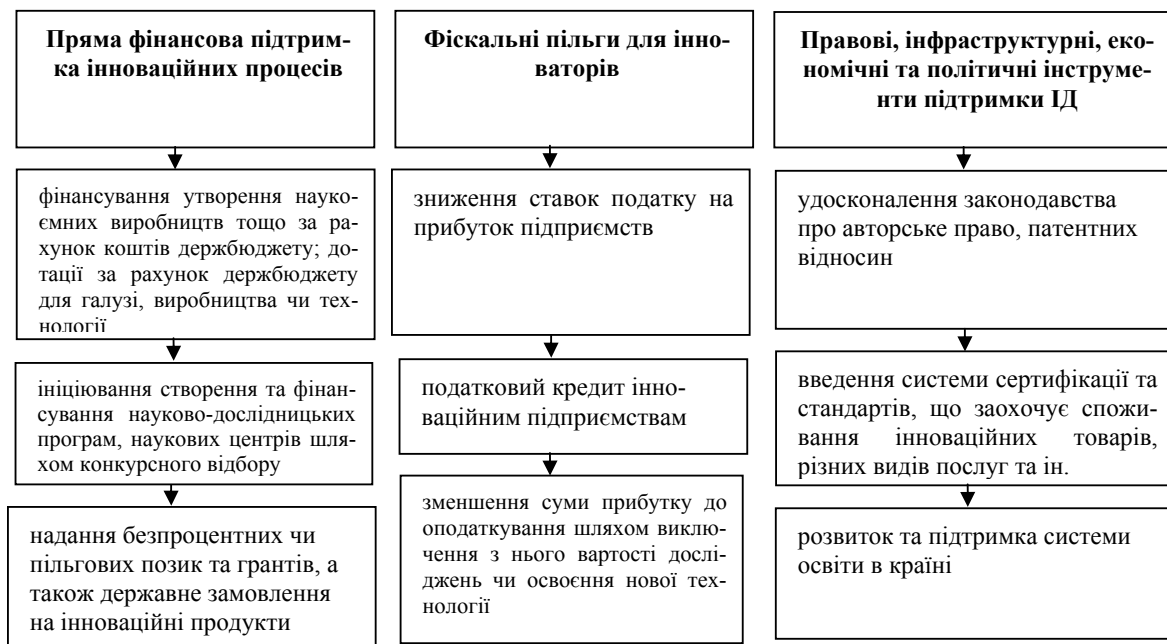 Пряма фінансова підтрим-
ка інноваційних процесів
фінансування утворення науко-
ємних виробництв тощо за ра-
хунок коштів держбюджету; до-
тації за рахунок держбюджету
для галузі, виробництва чи тех-
нології
ініціювання створення та фінан-
сування науково-дослідницьких
програм, наукових центрів шля-
хом конкурсного відбору
надання безпроцентних чи
пільгових позик та грантів, а
також державне замовлення
на інноваційні продукти
Фіскальні пільги для інно-
ваторів
зниження ставок податку на
прибуток підприємств
податковий кредит інно-
ваційним підприємствам
зменшення суми прибутку до
оподаткування шляхом виклю-
чення з нього вартості дослі-
джень чи освоєння нової тех-
нології
Правові, інфраструктурні, еко-
номічні та політичні інструме-
нти підтримки ІД
удосконалення законодавства
про авторське право, патентних
відносин
введення системи сертифікації та
стандартів, що заохочує спожи-
вання інноваційних товарів,
різних видів послуг та ін.
розвиток та підтримка системи
освіти в країні